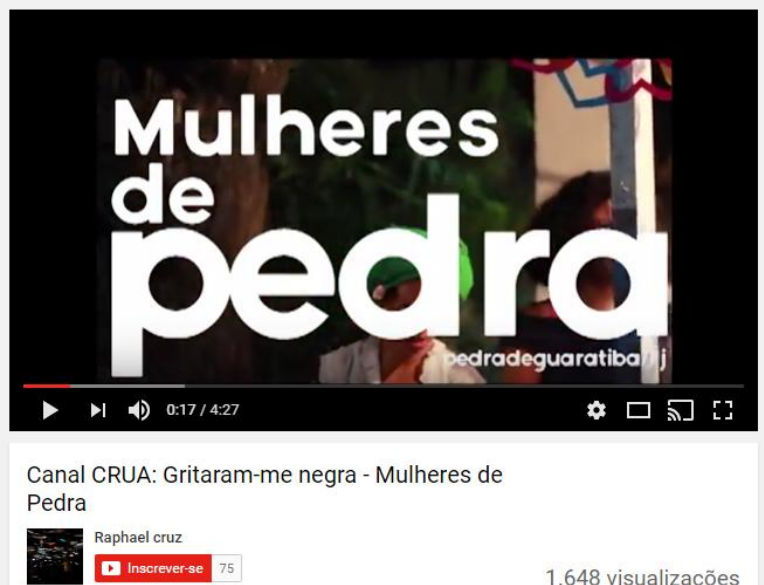 Mulheres
de
pedra
pedradeguaratiba/rj
0:17 / 4:27
Canal CRUA: Gritaram-me negra - Mulheres de
Pedra
Raphael cruz
Inscrever-se 75
1.648 visualizações